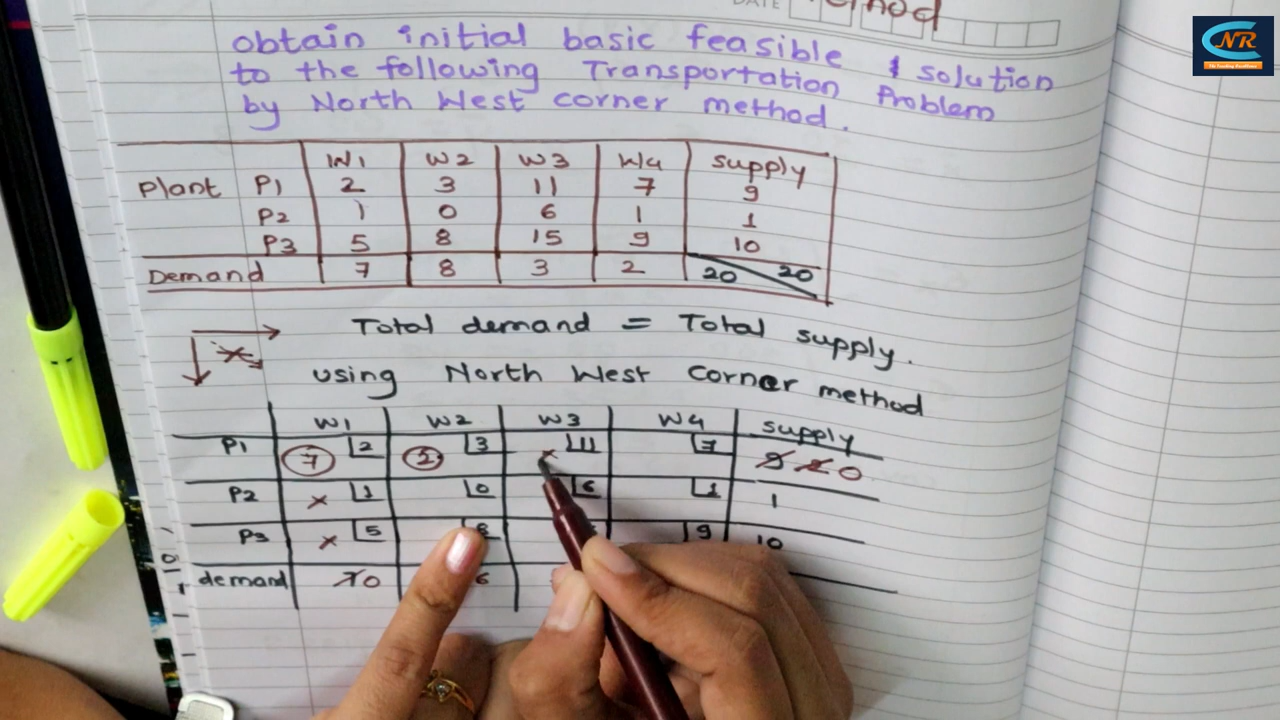 DATE
obtain initial basic feasible solution
to the following Transportation Problem
by North West corner method.
W1 W2 W3 W4 Supply
Plant P1 2 3 11 7 9
P2 1 0 6 1 1
P3 5 8 15 9 10
Demand 7 8 3 2 20 20
Total demand = Total supply.
using North West Corner method
W1 W2 W3 W4 Supply
P1 7 2 2 3 x 11 7 9 2 0
P2 x 1 0 6 1 1
P3 x 5 8 9 10
demand 7 0 6
NR